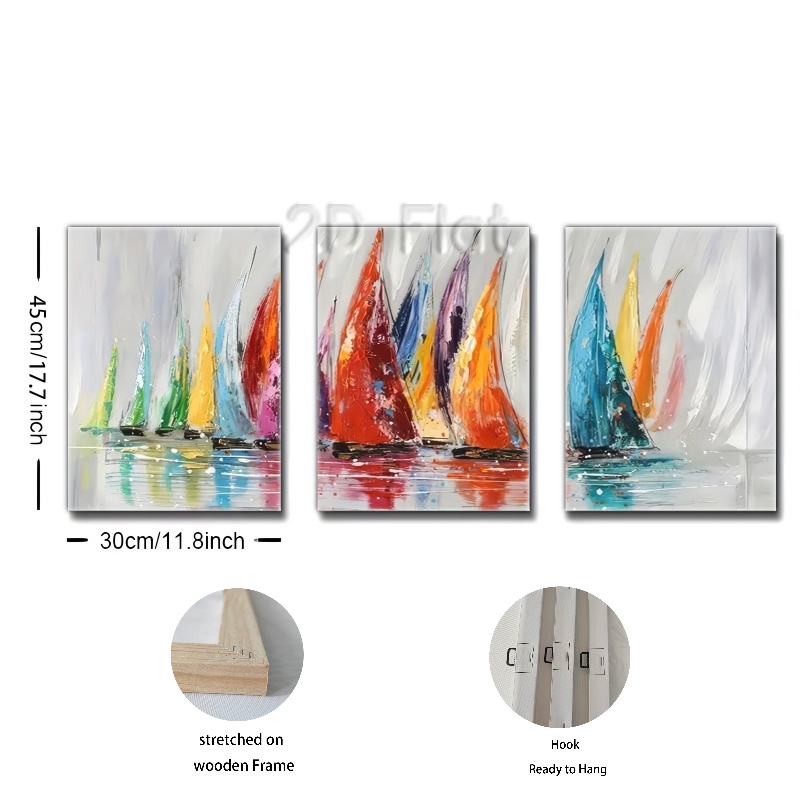 2D Flat
45cm/17.7inch
30cm/11.8inch
stretched on
wooden Frame
Hook
Ready to Hang